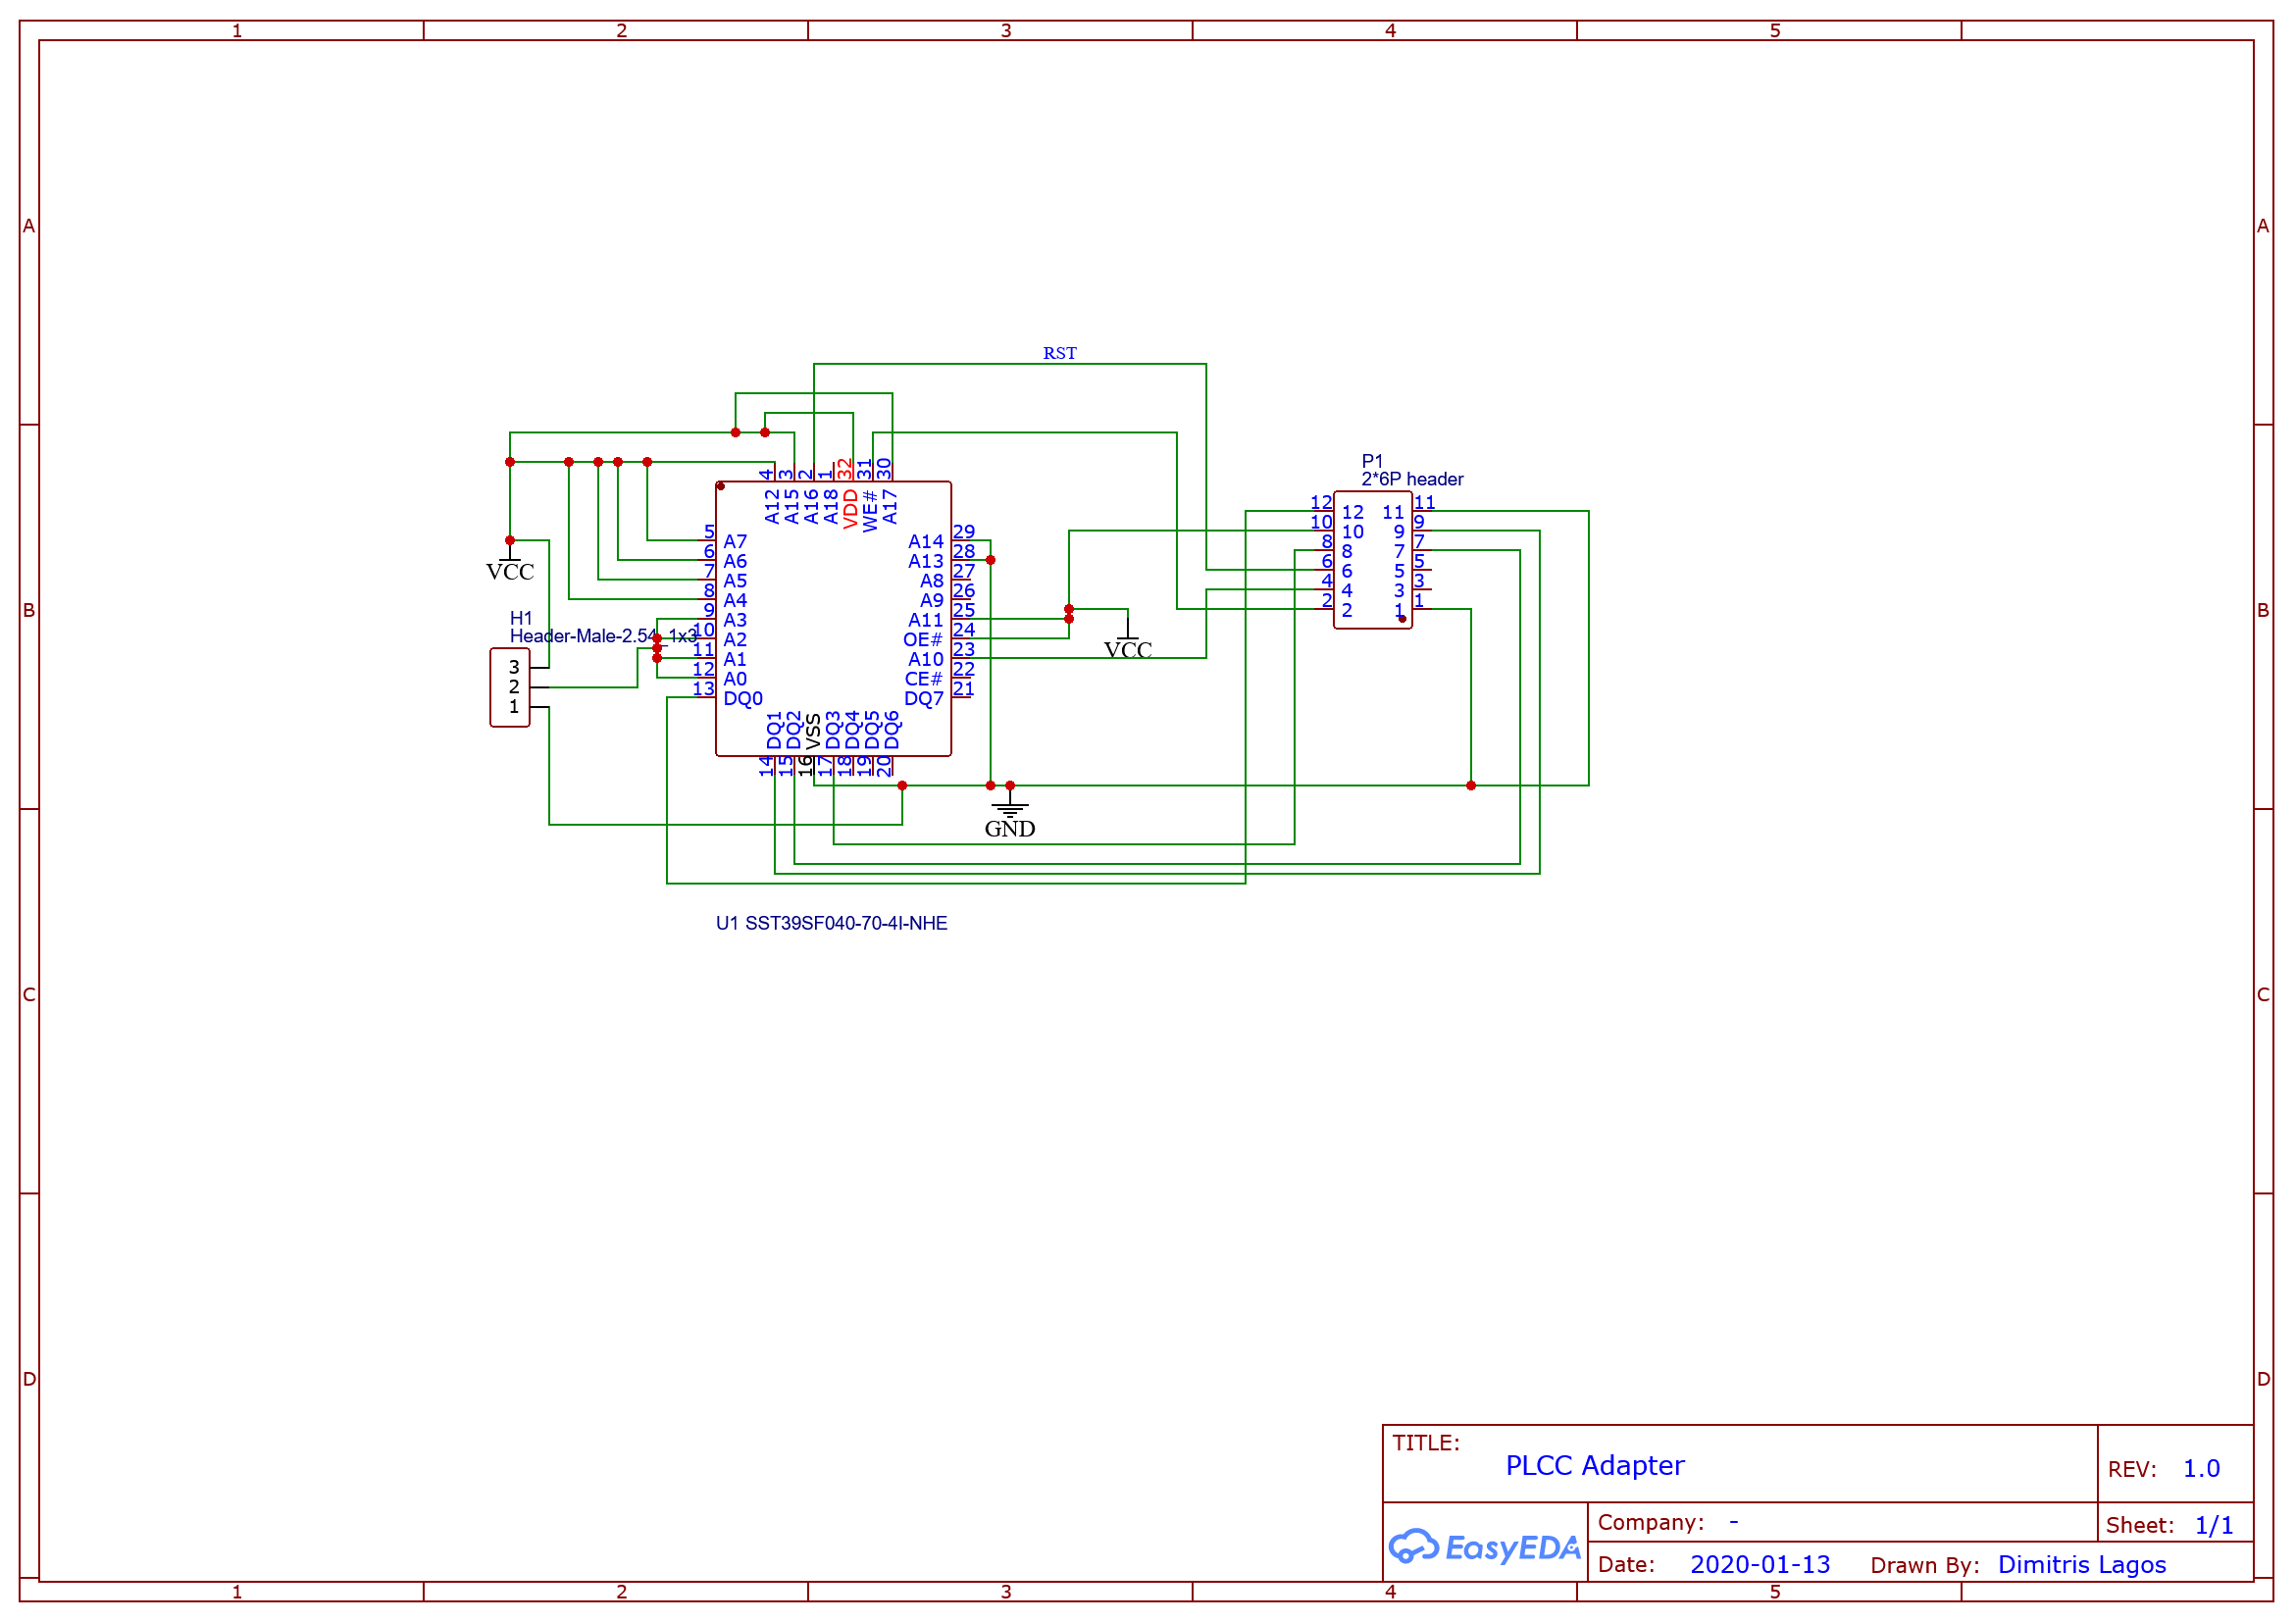 1 2 3 4 5
A A
RST
P1
2*6P header
4 3 2 1 32 31 30
A12 A15 A16 A18 VDD WE# A17
12 12 11 11
10 10 9 9
8 8 7 7
6 6 5 5
4 4 3 3
2 2 1 1
5 A7 A14 29
6 A6 A13 28
7 A5 A8 27
8 A4 A9 26
9 A3 A11 25
10 A2 OE# 24
11 A1 A10 23
12 A0 CE# 22
13 DQ0 DQ7 21
VCC
B B
H1
Header-Male-2.54_1x3
VCC
3
2
1
DQ1 DQ2 VSS DQ3 DQ4 DQ5 DQ6
14 15 16 17 18 19 20
GND
U1 SST39SF040-70-4I-NHE
C C
D D
TITLE:
PLCC Adapter
REV: 1.0
EasyEDA
Company: -
Sheet: 1/1
Date: 2020-01-13 Drawn By: Dimitris Lagos
1 2 3 4 5